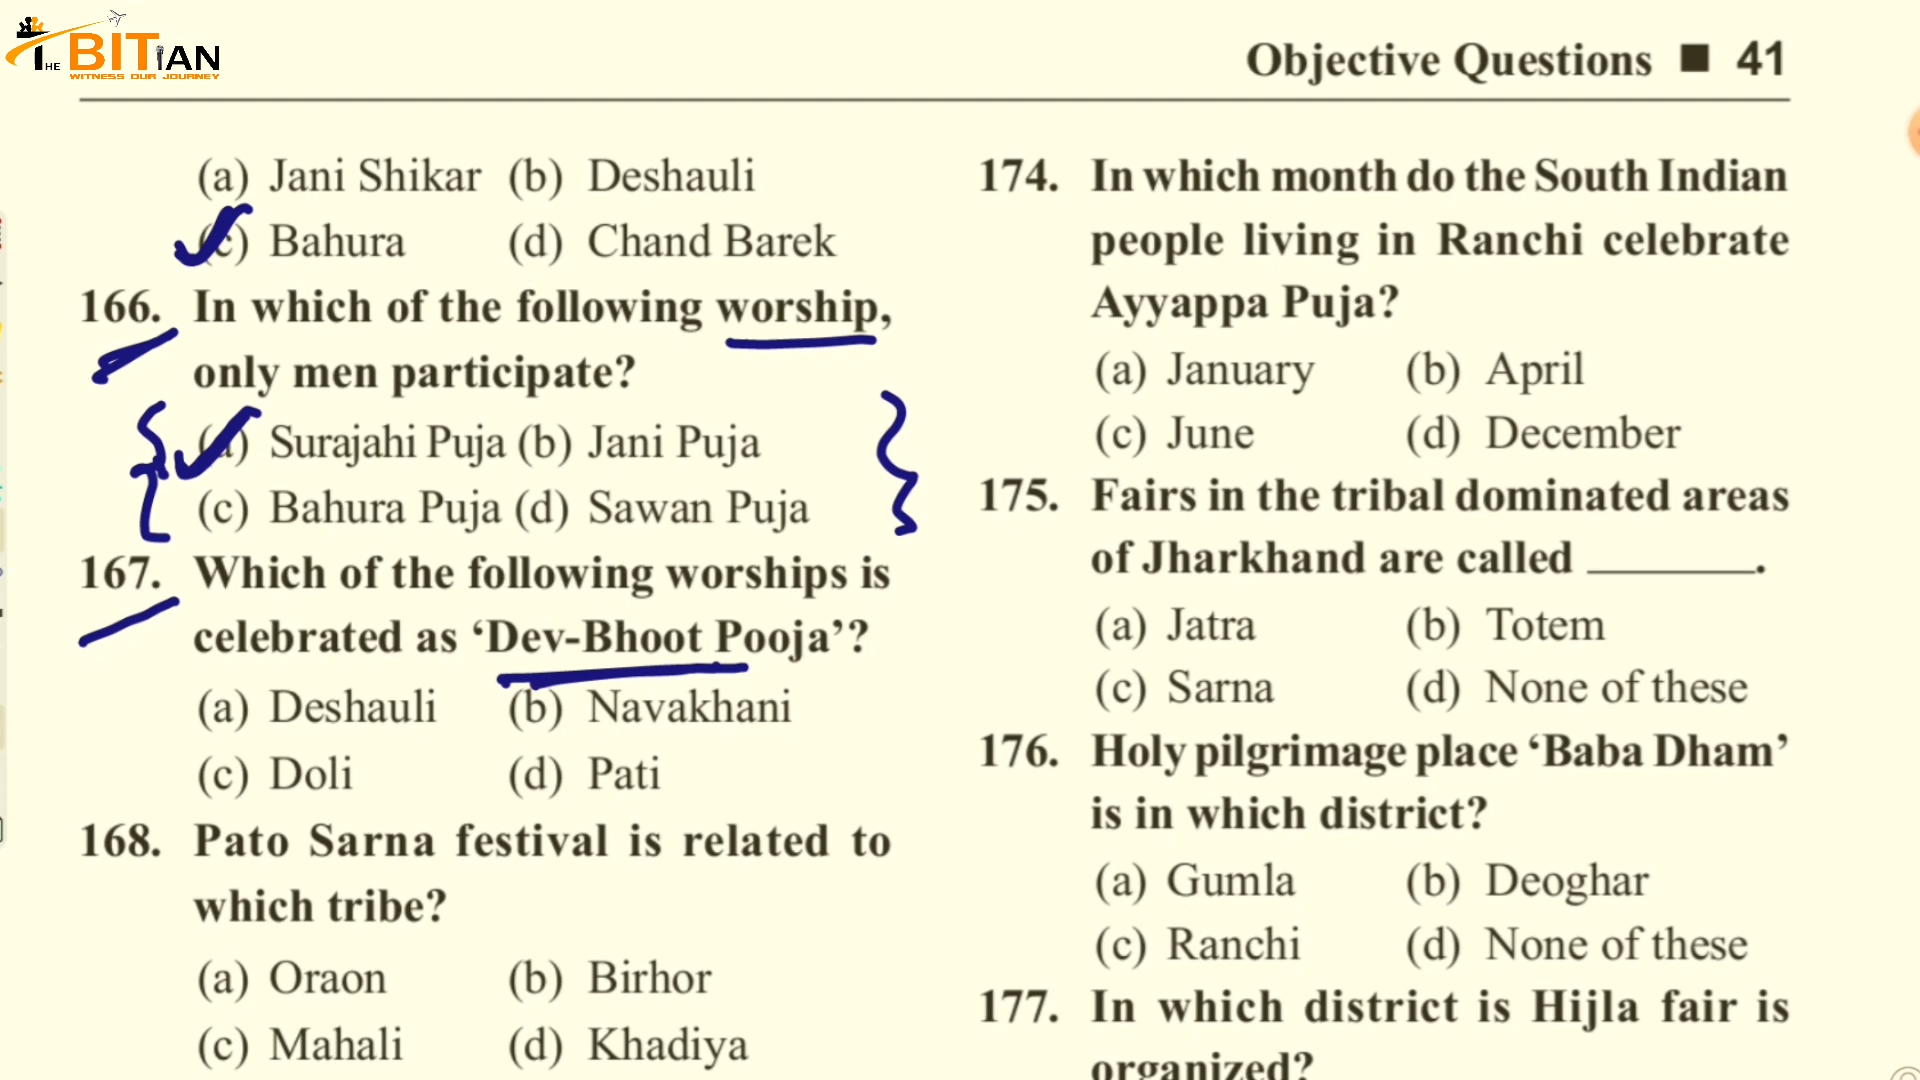 THE BITIAN
WITNESS OUR JOURNEY
Objective Questions ■ 41
(a) Jani Shikar (b) Deshauli
(c) Bahura (d) Chand Barek
166. In which of the following worship,
only men participate?
(a) Surajahi Puja (b) Jani Puja
(c) Bahura Puja (d) Sawan Puja
167. Which of the following worships is
celebrated as ‘Dev-Bhoot Pooja’?
(a) Deshauli (b) Navakhani
(c) Doli (d) Pati
168. Pato Sarna festival is related to
which tribe?
(a) Oraon (b) Birhor
(c) Mahali (d) Khadiya
174. In which month do the South Indian
people living in Ranchi celebrate
Ayyappa Puja?
(a) January (b) April
(c) June (d) December
175. Fairs in the tribal dominated areas
of Jharkhand are called ________.
(a) Jatra (b) Totem
(c) Sarna (d) None of these
176. Holy pilgrimage place ‘Baba Dham’
is in which district?
(a) Gumla (b) Deoghar
(c) Ranchi (d) None of these
177. In which district is Hijla fair is
organized?